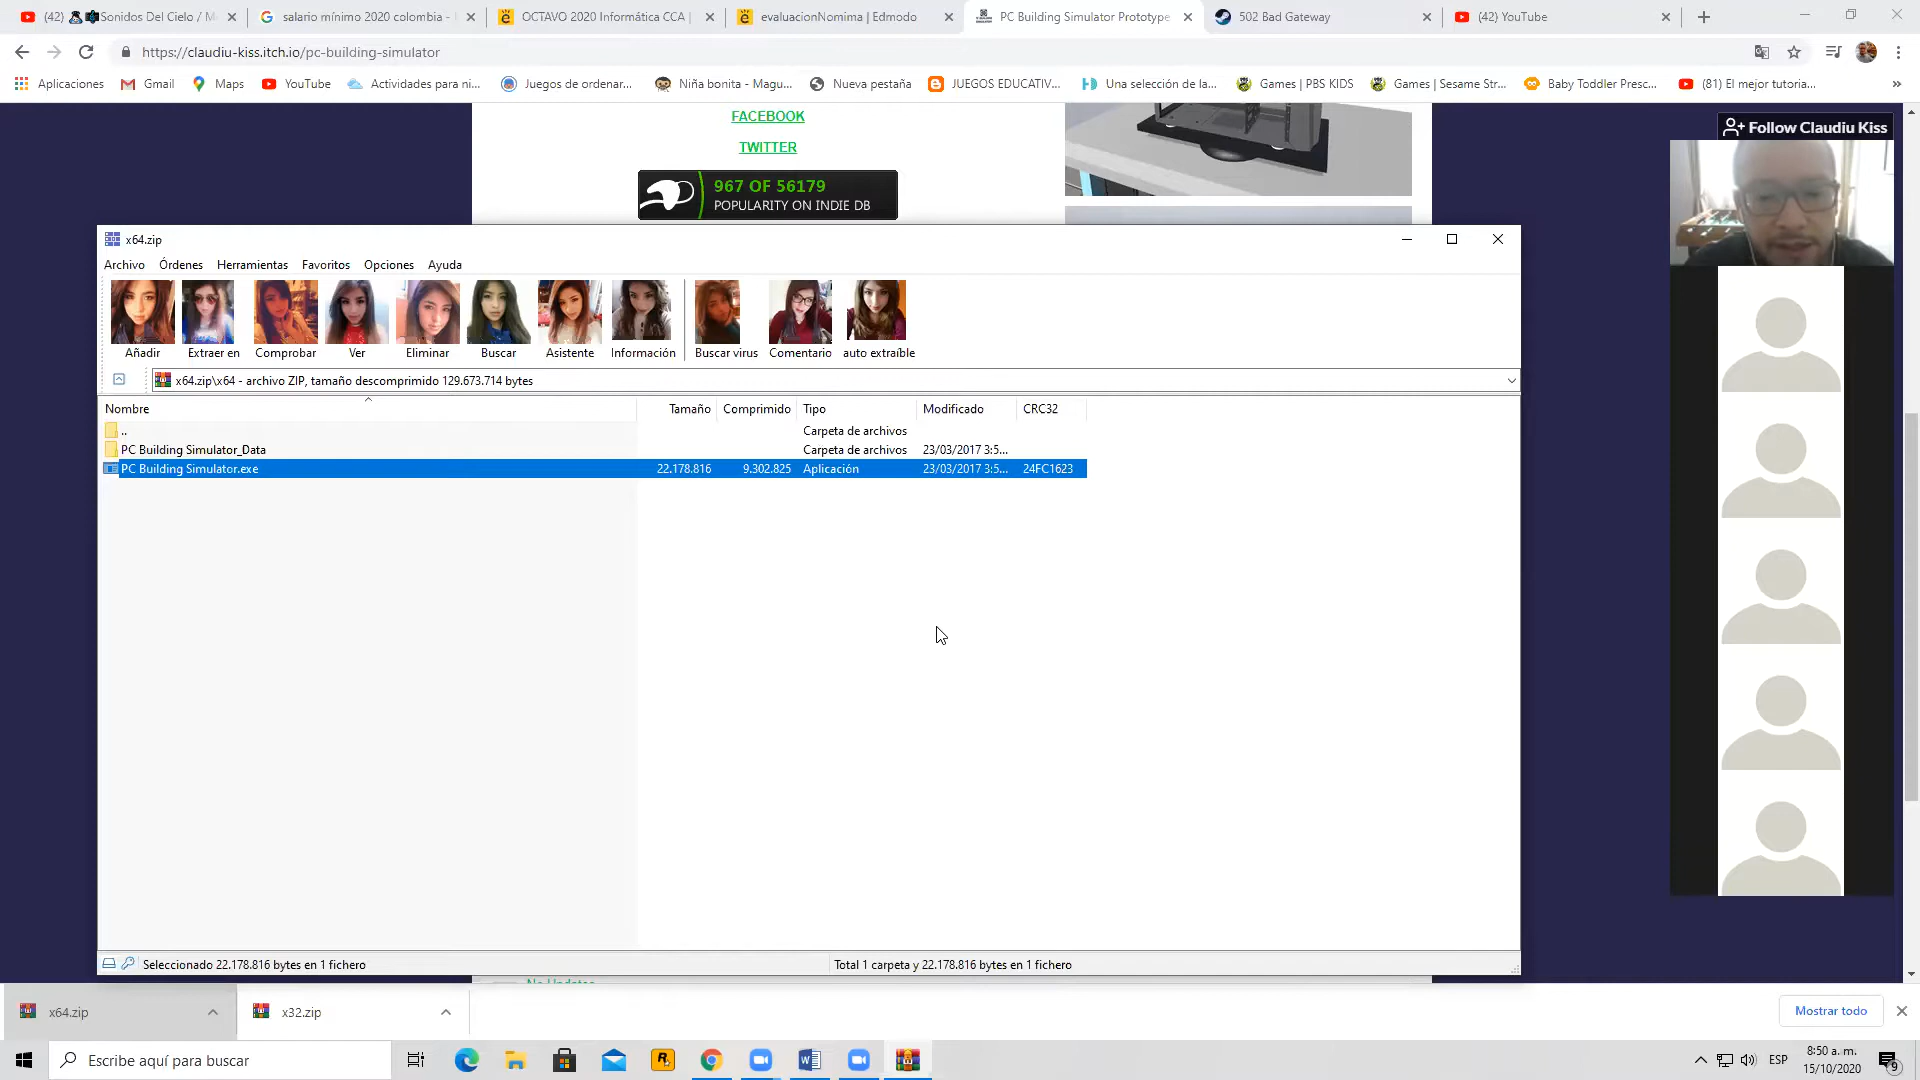 (42) Sonidos Del Cielo / M
salario mínimo 2020 colombia -
OCTAVO 2020 Informática CCA |
evaluacionNomima | Edmodo
PC Building Simulator Prototype
502 Bad Gateway
(42) YouTube
https://claudiu-kiss.itch.io/pc-building-simulator
Aplicaciones
Gmail
Maps
YouTube
Actividades para ni...
Juegos de ordenar...
Niña bonita - Magu...
Nueva pestaña
JUEGOS EDUCATIV...
Una selección de la...
Games | PBS KIDS
Games | Sesame Str...
Baby Toddler Presc...
(81) El mejor tutoria...
»
FACEBOOK
TWITTER
967 OF 56179
POPULARITY ON INDIE DB
Follow Claudiu Kiss
x64.zip
Archivo Órdenes Herramientas Favoritos Opciones Ayuda
Añadir Extraer en Comprobar Ver Eliminar Buscar Asistente Información Buscar virus Comentario auto extraíble
x64.zip\x64 - archivo ZIP, tamaño descomprimido 129.673.714 bytes
Nombre Tamaño Comprimido Tipo Modificado CRC32
.. Carpeta de archivos
PC Building Simulator_Data Carpeta de archivos 23/03/2017 3:5...
PC Building Simulator.exe 22.178.816 9.302.825 Aplicación 23/03/2017 3:5... 24FC1623
Seleccionado 22.178.816 bytes en 1 fichero
Total 1 carpeta y 22.178.816 bytes en 1 fichero
x64.zip
x32.zip
Mostrar todo
Escribe aquí para buscar
ESP
8:50 a. m.
15/10/2020
9